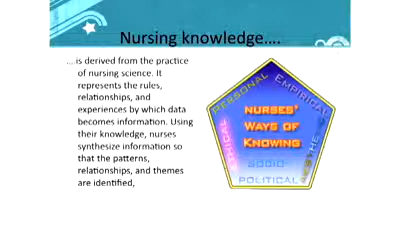 Nursing knowledge….
….is derived from the practice
of nursing science. It
represents the rules,
relationships, and
experiences by which data
becomes information. Using
their knowledge, nurses
synthesize information so
that the patterns,
relationships, and themes
are identified,
PERSONAL
EMPIRICAL
NURSES'
WAYS OF
KNOWING
SOCIO-
POLITICAL